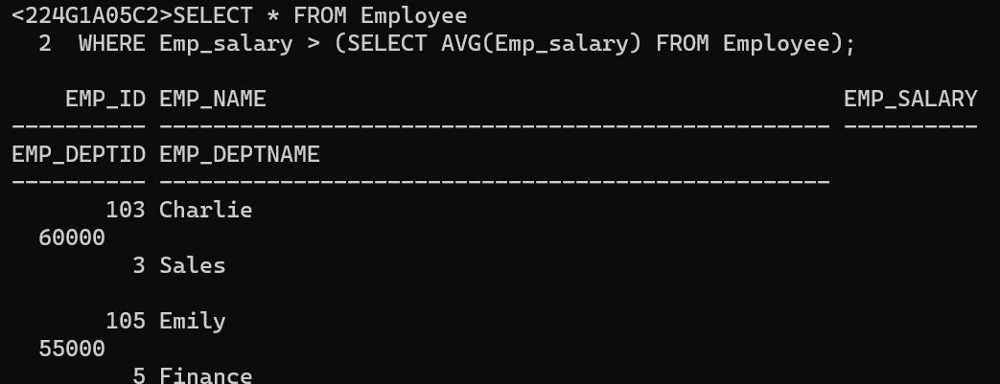 <224G1A05C2>SELECT * FROM Employee
  2  WHERE Emp_salary > (SELECT AVG(Emp_salary) FROM Employee);

    EMP_ID EMP_NAME                                           EMP_SALARY
---------- -------------------------------------------------- ----------
EMP_DEPTID EMP_DEPTNAME
---------- --------------------------------------------------
       103 Charlie
  60000
         3 Sales

       105 Emily
  55000
         5 Finance